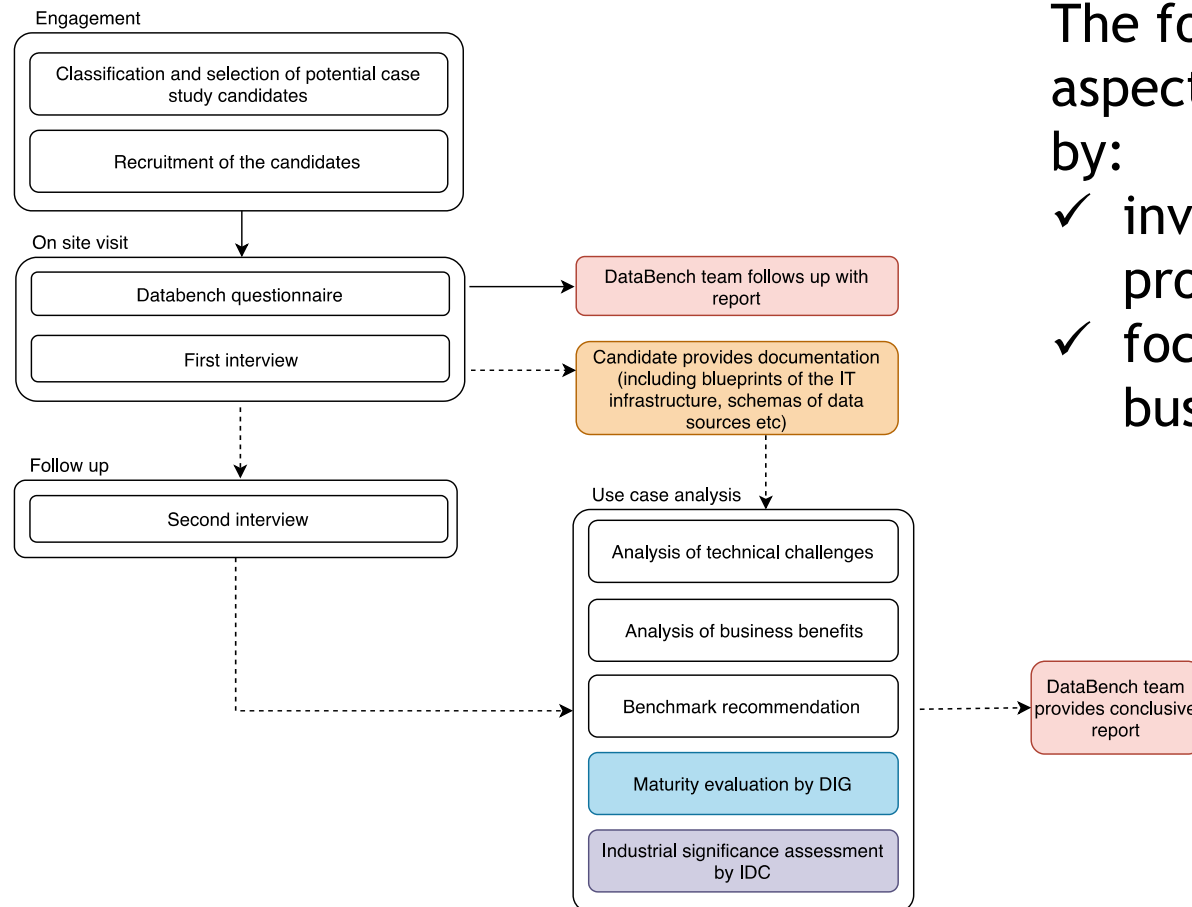 Engagement
Classification and selection of potential case
study candidates
Recruitment of the candidates
On site visit
Databench questionnaire
First interview
DataBench team follows up with
report
Candidate provides documentation
(including blueprints of the IT
infrastructure, schemas of data
sources etc)
Follow up
Second interview
Use case analysis
Analysis of technical challenges
Analysis of business benefits
Benchmark recommendation
Maturity evaluation by DIG
Industrial significance assessment
by IDC
DataBench team
provides conclusive
report
The fo
aspect
by:
✓ inv
pro
✓ foc
bus